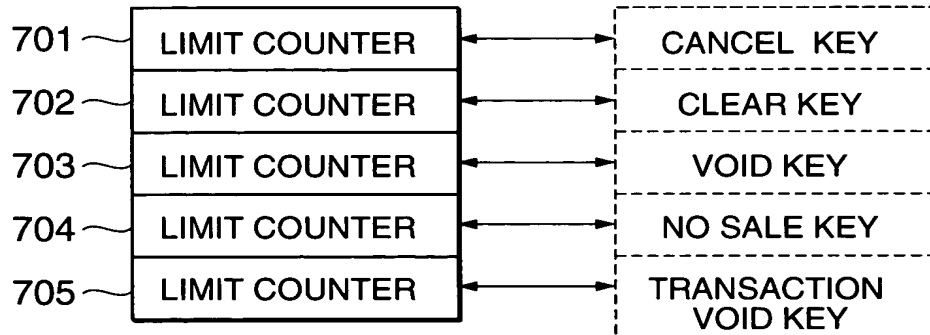 701 LIMIT COUNTER CANCEL KEY
702 LIMIT COUNTER CLEAR KEY
703 LIMIT COUNTER VOID KEY
704 LIMIT COUNTER NO SALE KEY
705 LIMIT COUNTER TRANSACTION
VOID KEY